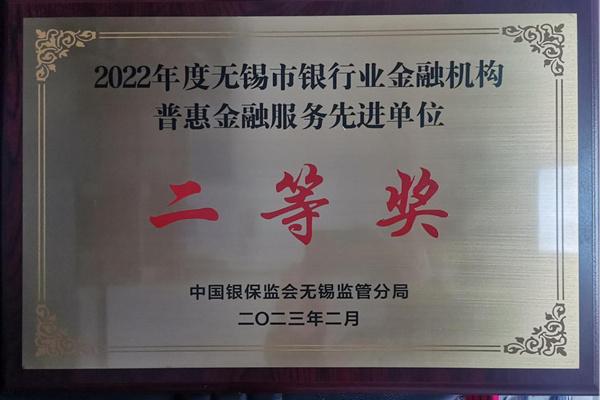 2022年度无锡市银行业金融机构
普惠金融服务先进单位
二等奖
中国银保监会无锡监管分局
二〇二三年二月